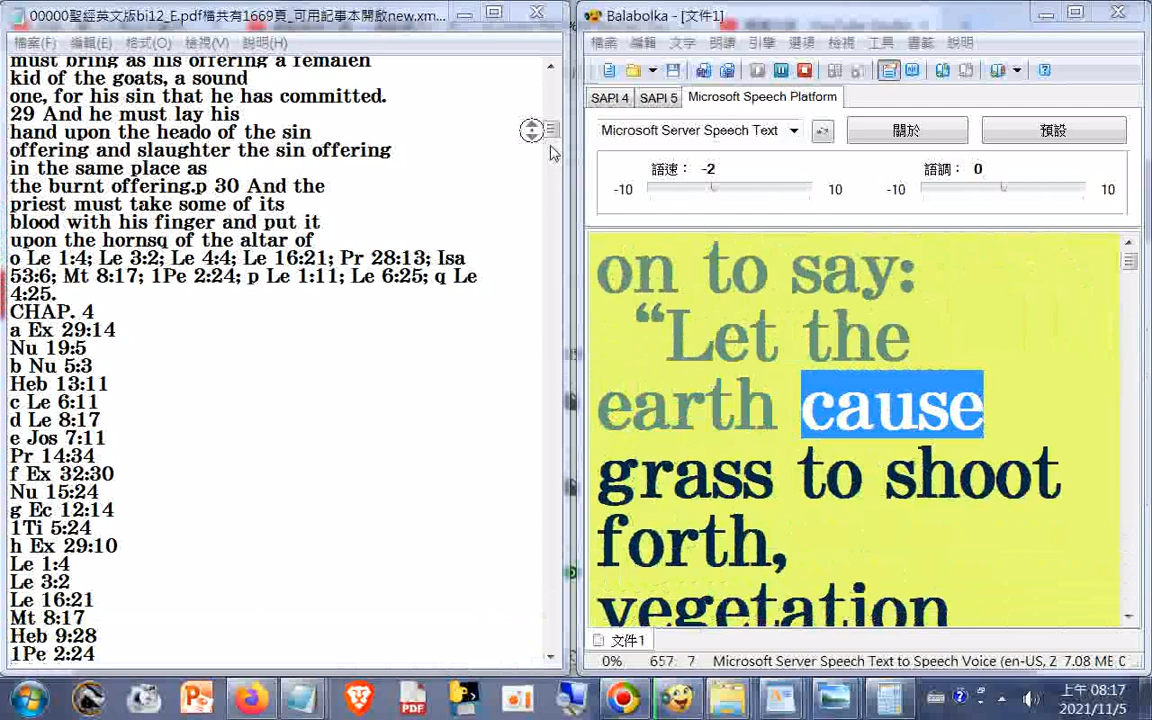 00000聖經英文版bi12_E.pdf檔共有1669頁_可用記事本開啟new.xm...
檔案(F) 編輯(E) 格式(O) 檢視(V) 說明(H)
must bring as his offering a femalen
kid of the goats, a sound
one, for his sin that he has committed.
29 And he must lay his
hand upon the heado of the sin
offering and slaughter the sin offering
in the same place as
the burnt offering.p 30 And the
priest must take some of its
blood with his finger and put it
upon the hornsq of the altar of
o Le 1:4; Le 3:2; Le 4:4; Le 16:21; Pr 28:13; Isa
53:6; Mt 8:17; 1Pe 2:24; p Le 1:11; Le 6:25; q Le
4:25.
CHAP. 4
a Ex 29:14
Nu 19:5
b Nu 5:3
Heb 13:11
c Le 6:11
d Le 8:17
e Jos 7:11
Pr 14:34
f Ex 32:30
Nu 15:24
g Ec 12:14
1Ti 5:24
h Ex 29:10
Le 1:4
Le 3:2
Le 16:21
Mt 8:17
Heb 9:28
1Pe 2:24
Balabolka - [文件1]
檔案 編輯 文字 朗讀 引擎 選項 檢視 工具 書籤 說明
SAPI 4 SAPI 5 Microsoft Speech Platform
Microsoft Server Speech Text 關於 預設
語速： -2 語調： 0
-10 10 -10 10
on to say:
“Let the
earth cause
grass to shoot
forth,
vegetation
文件1
0% 657: 7 Microsoft Server Speech Text to Speech Voice (en-US, Z 7.08 MB
PDF
上午 08:17
2021/11/5